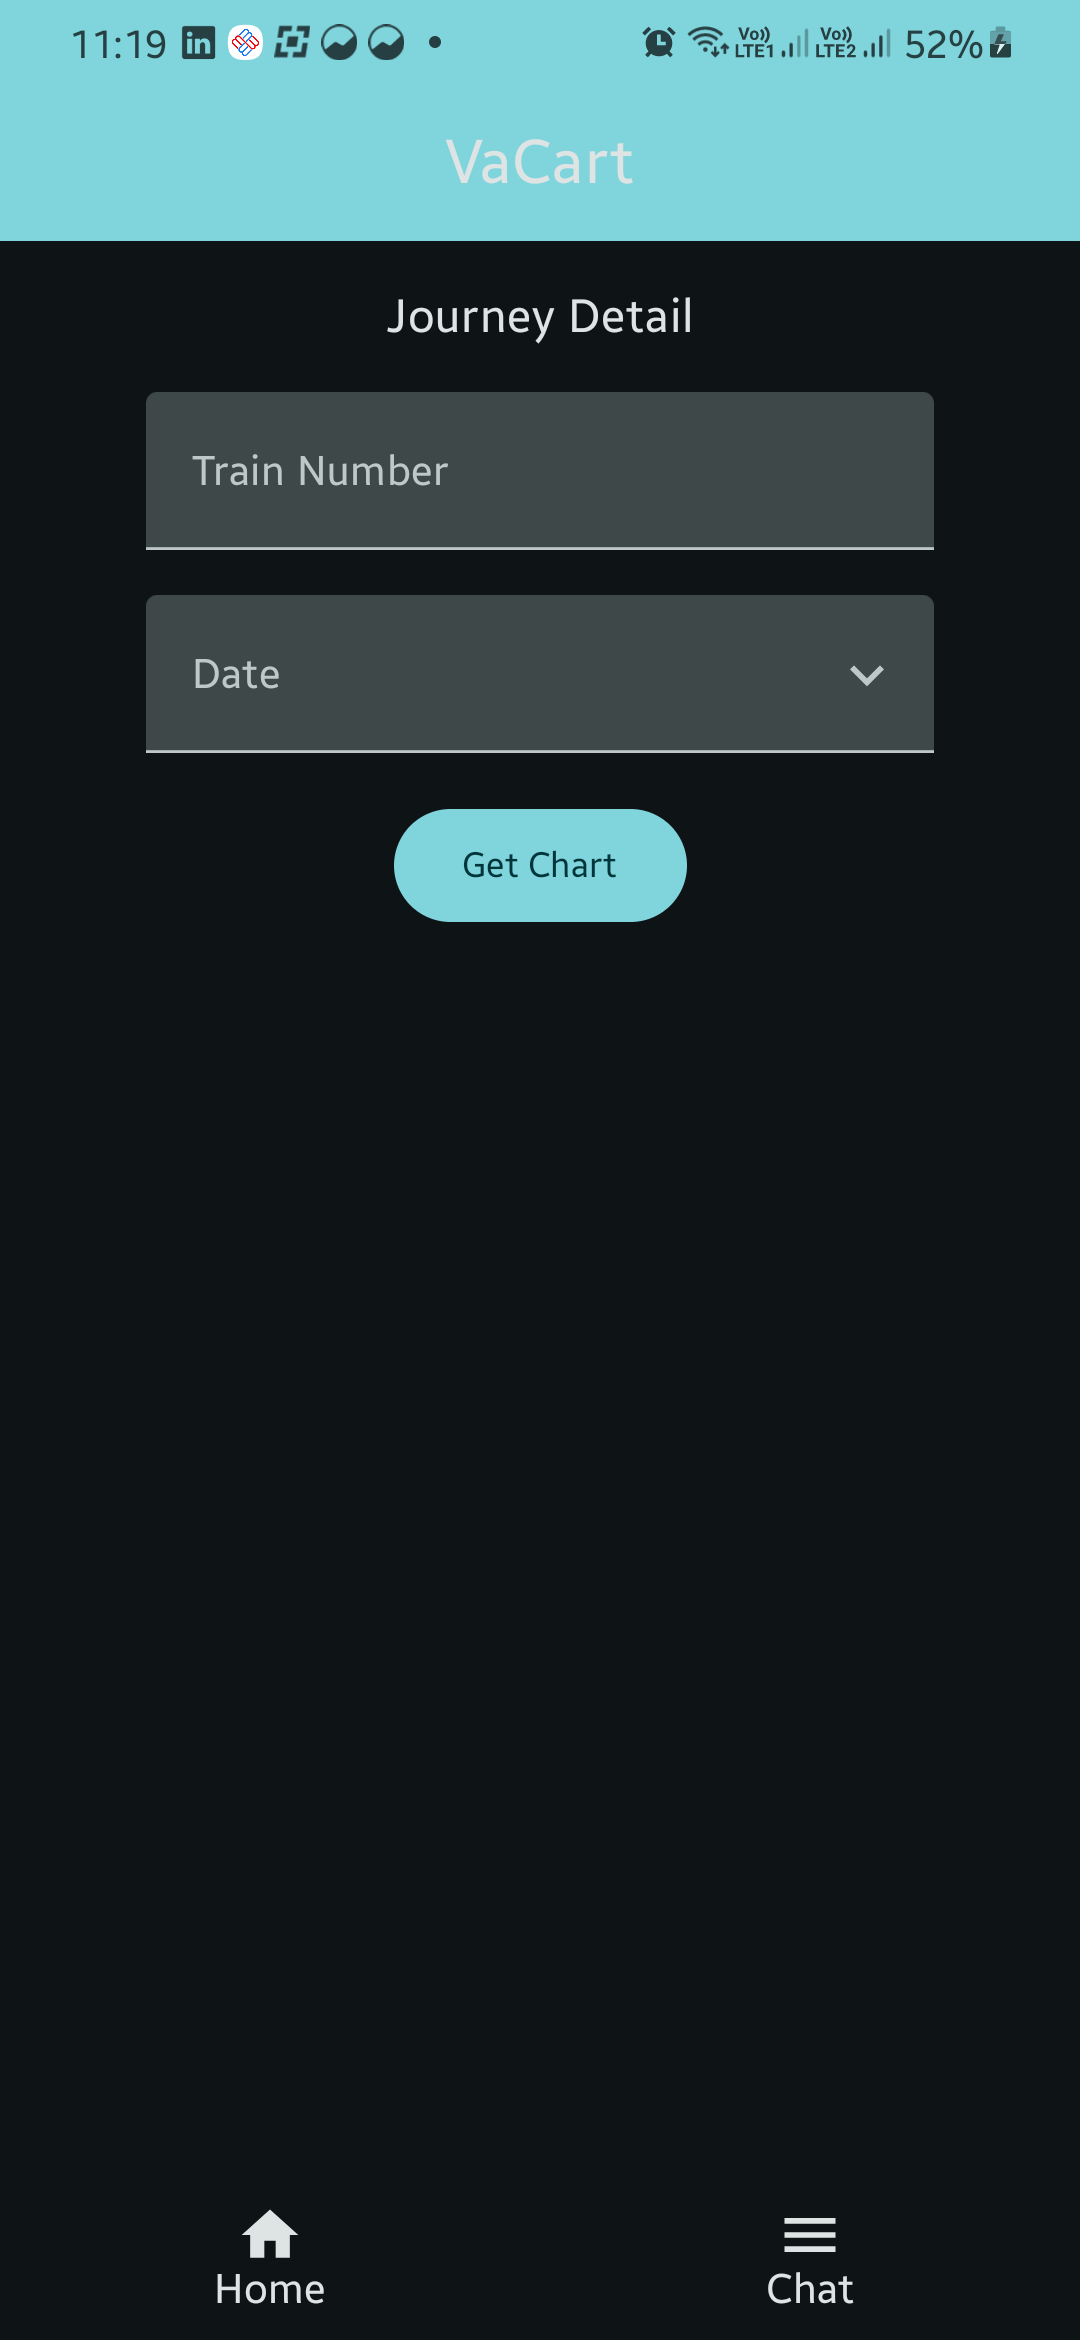 11:19 in Vo)) LTE1 Vo)) LTE2 52%
VaCart
Journey Detail
Train Number
Date
Get Chart
Home Chat